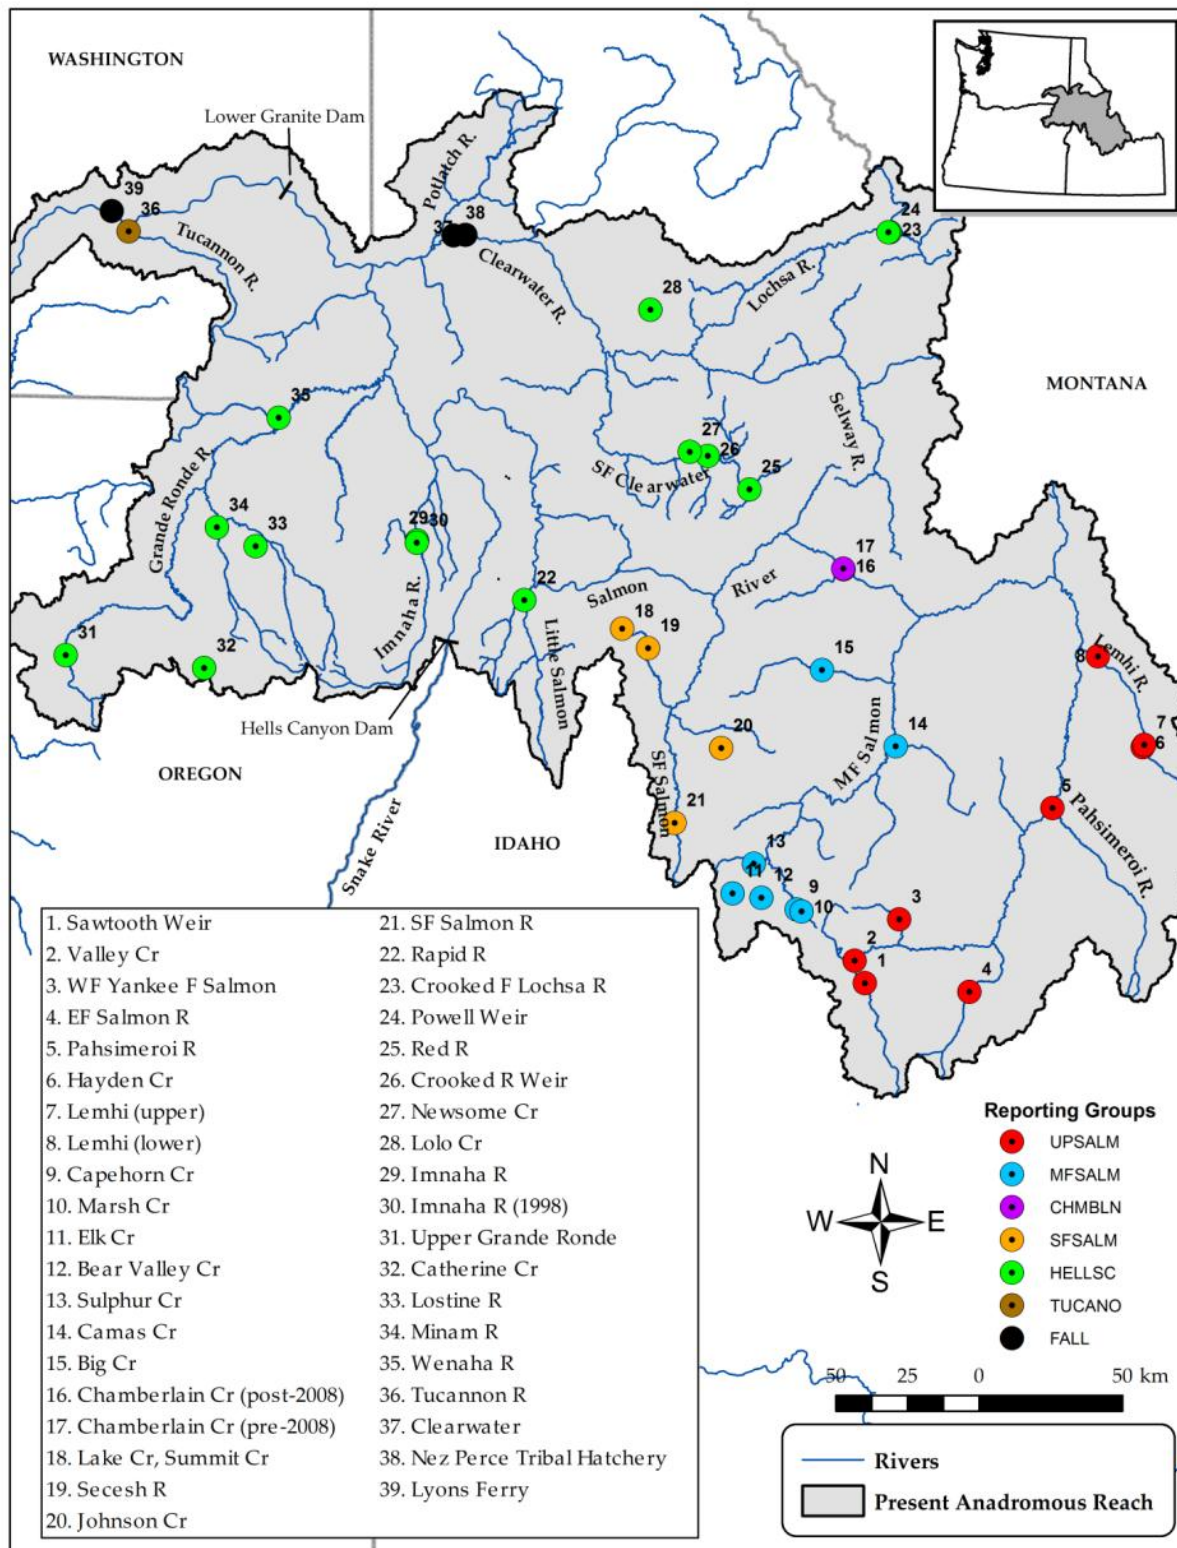 WASHINGTON
Lower Granite Dam
Potlatch R.
39
36
Tucannon R.
37
38
Clearwater R.
24
23
Lochsa R.
28
MONTANA
35
Selway R.
27
26
SF Clearwater
25
Grande Ronde R.
34
33
29
30
Imnaha R.
17
16
22
Salmon
River
18
19
Little Salmon
31
32
15
Lemhi R.
8
Hells Canyon Dam
20
MF Salmon
14
7
6
OREGON
SF Salmon
21
5
Pahsimeroi R.
Snake River
IDAHO
13
11
12
9
10
3
2
1
4
1. Sawtooth Weir
2. Valley Cr
3. WF Yankee F Salmon
4. EF Salmon R
5. Pahsimeroi R
6. Hayden Cr
7. Lemhi (upper)
8. Lemhi (lower)
9. Capehorn Cr
10. Marsh Cr
11. Elk Cr
12. Bear Valley Cr
13. Sulphur Cr
14. Camas Cr
15. Big Cr
16. Chamberlain Cr (post-2008)
17. Chamberlain Cr (pre-2008)
18. Lake Cr, Summit Cr
19. Secesh R
20. Johnson Cr
21. SF Salmon R
22. Rapid R
23. Crooked F Lochsa R
24. Powell Weir
25. Red R
26. Crooked R Weir
27. Newsome Cr
28. Lolo Cr
29. Imnaha R
30. Imnaha R (1998)
31. Upper Grande Ronde
32. Catherine Cr
33. Lostine R
34. Minam R
35. Wenaha R
36. Tucannon R
37. Clearwater
38. Nez Perce Tribal Hatchery
39. Lyons Ferry
N
W
E
S
Reporting Groups
UPSALM
MFSALM
CHMBLN
SFSALM
HELLSC
TUCANO
FALL
50 25 0 50 km
Rivers
Present Anadromous Reach